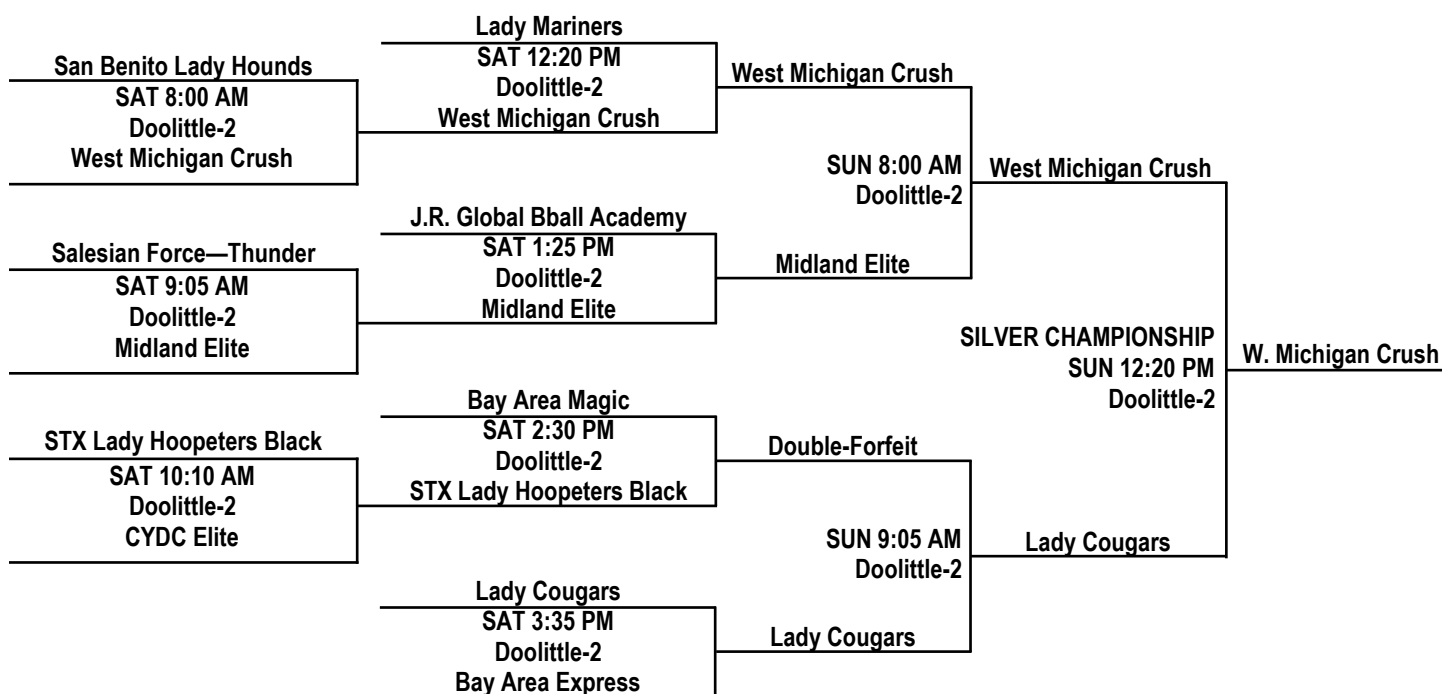 Lady Mariners
San Benito Lady Hounds
SAT 12:20 PM
Doolittle-2
West Michigan Crush
SAT 8:00 AM
Doolittle-2
West Michigan Crush
West Michigan Crush
SUN 8:00 AM
Doolittle-2
West Michigan Crush
J.R. Global Bball Academy
Salesian Force—Thunder
SAT 1:25 PM
Doolittle-2
Midland Elite
Midland Elite
SAT 9:05 AM
Doolittle-2
Midland Elite
SILVER CHAMPIONSHIP
SUN 12:20 PM
Doolittle-2
W. Michigan Crush
Bay Area Magic
STX Lady Hoopeters Black
SAT 2:30 PM
Doolittle-2
STX Lady Hoopeters Black
Double-Forfeit
SAT 10:10 AM
Doolittle-2
CYDC Elite
SUN 9:05 AM
Doolittle-2
Lady Cougars
Lady Cougars
SAT 3:35 PM
Doolittle-2
Bay Area Express
Lady Cougars